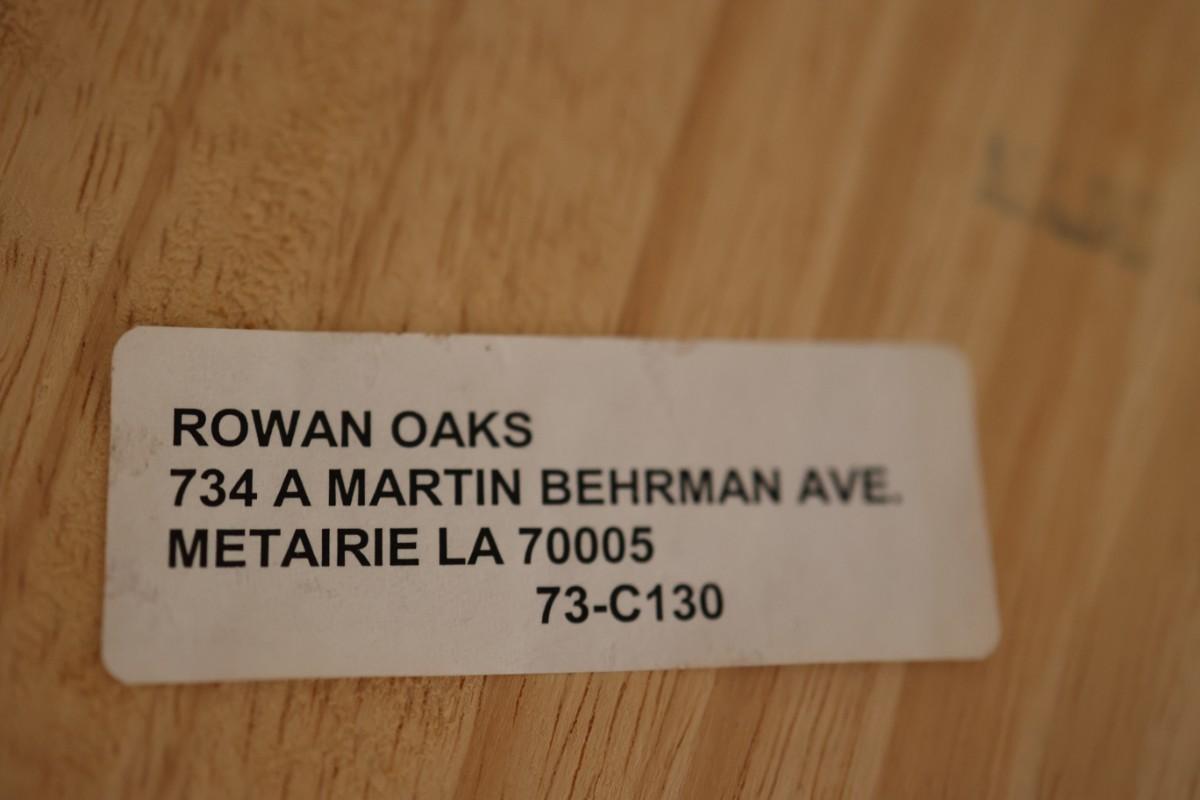 ROWAN OAKS
734 A MARTIN BEHRMAN AVE.
METAIRIE LA 70005
73-C130